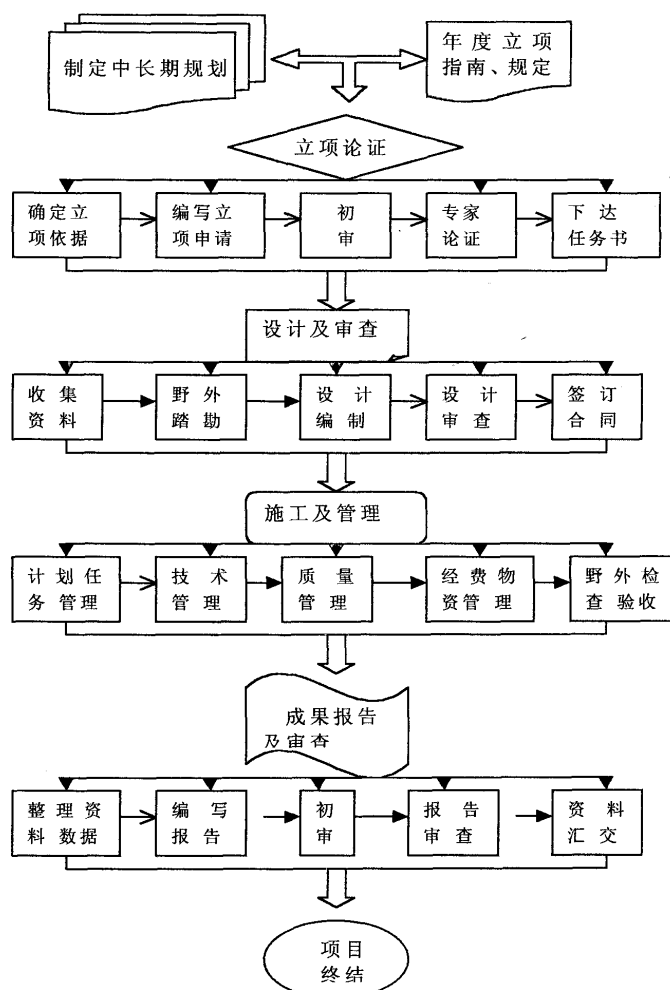 制定中长期规划
年度立项
指南、规定
立项论证
确定立
项依据
编写立
项申请
初
审
专家
论证
下达
任务书
设计及审查
收集
资料
野外
踏勘
设计
编制
设计
审查
签订
合同
施工及管理
计划任
务管理
技术
管理
质量
管理
经费物
资管理
野外检
查验收
成果报告
及审查
整理资
料数据
编写
报告
初
审
报告
审查
资料
汇交
项目
终结